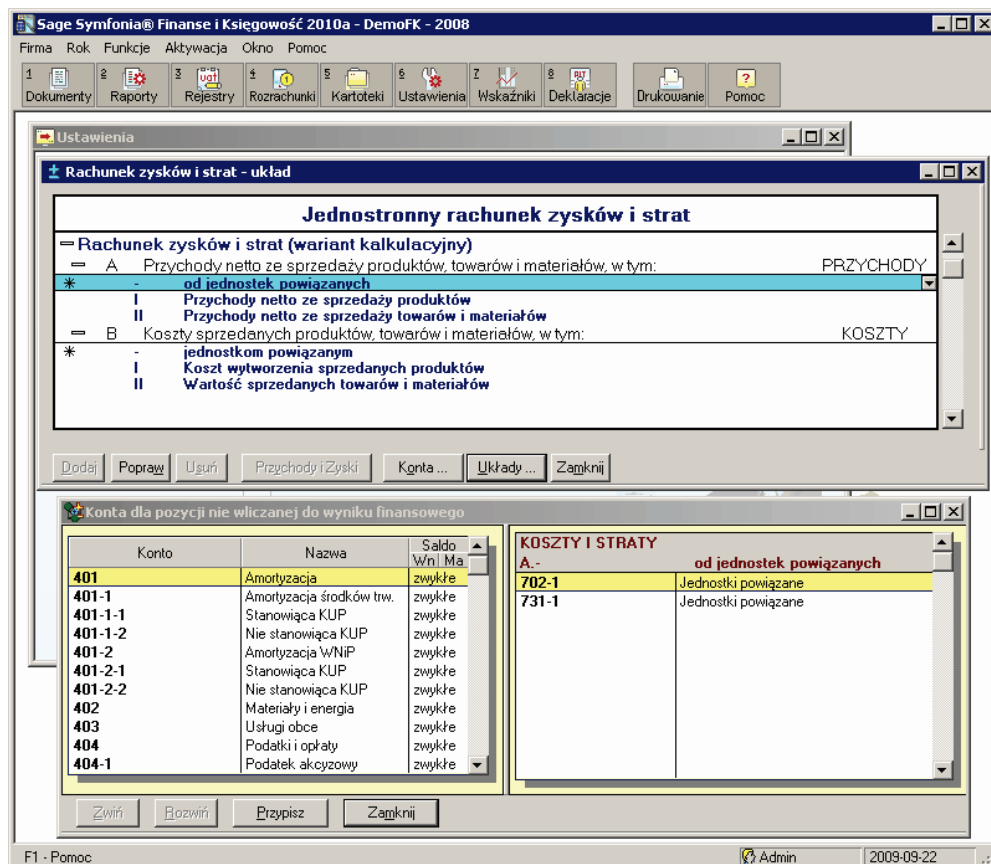 Sage Symfonia® Finanse i Księgowość 2010a - DemoFK - 2008
Firma Rok Funkcje Aktywacja Okno Pomoc
1 Dokumenty 2 Raporty 3 Rejestry 4 Rozrachunki 5 Kartoteki 6 Ustawienia 7 Wskaźniki 8 Deklaracje Drukowanie Pomoc
Ustawienia
Rachunek zysków i strat - układ
Jednostronny rachunek zysków i strat
Rachunek zysków i strat (wariant kalkulacyjny)
A Przychody netto ze sprzedaży produktów, towarów i materiałów, w tym: PRZYCHODY
* - od jednostek powiązanych
I Przychody netto ze sprzedaży produktów
II Przychody netto ze sprzedaży towarów i materiałów
B Koszty sprzedanych produktów, towarów i materiałów, w tym: KOSZTY
* - jednostkom powiązanym
I Koszt wytworzenia sprzedanych produktów
II Wartość sprzedanych towarów i materiałów
Dodaj Popraw Usuń Przychody i Zyski Konta ... Układy ... Zamknij
Konta dla pozycji nie wliczanej do wyniku finansowego
Konto Nazwa Saldo
Wn Ma
401 Amortyzacja zwykłe
401-1 Amortyzacja środków trw. zwykłe
401-1-1 Stanowiąca KUP zwykłe
401-1-2 Nie stanowiąca KUP zwykłe
401-2 Amortyzacja WNiP zwykłe
401-2-1 Stanowiąca KUP zwykłe
401-2-2 Nie stanowiąca KUP zwykłe
402 Materiały i energia zwykłe
403 Usługi obce zwykłe
404 Podatki i opłaty zwykłe
404-1 Podatek akcyzowy zwykłe
KOSZTY I STRATY
A.- od jednostek powiązanych
702-1 Jednostki powiązane
731-1 Jednostki powiązane
Zwiń Rozwiń Przypisz Zamknij
F1 - Pomoc Admin 2009-09-22